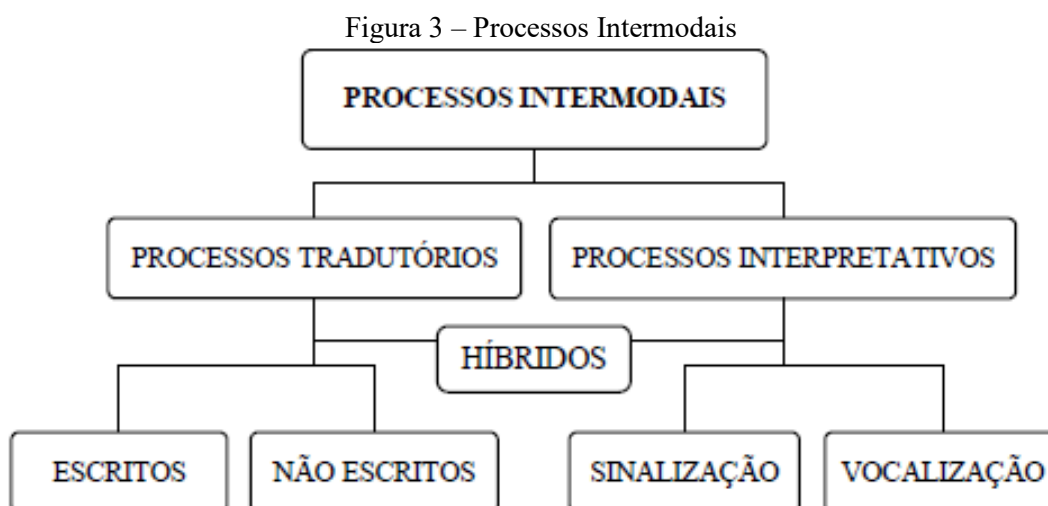 Figura 3 – Processos Intermodais
PROCESSOS INTERMODAIS
PROCESSOS TRADUTÓRIOS
PROCESSOS INTERPRETATIVOS
HÍBRIDOS
ESCRITOS
NÃO ESCRITOS
SINALIZAÇÃO
VOCALIZAÇÃO